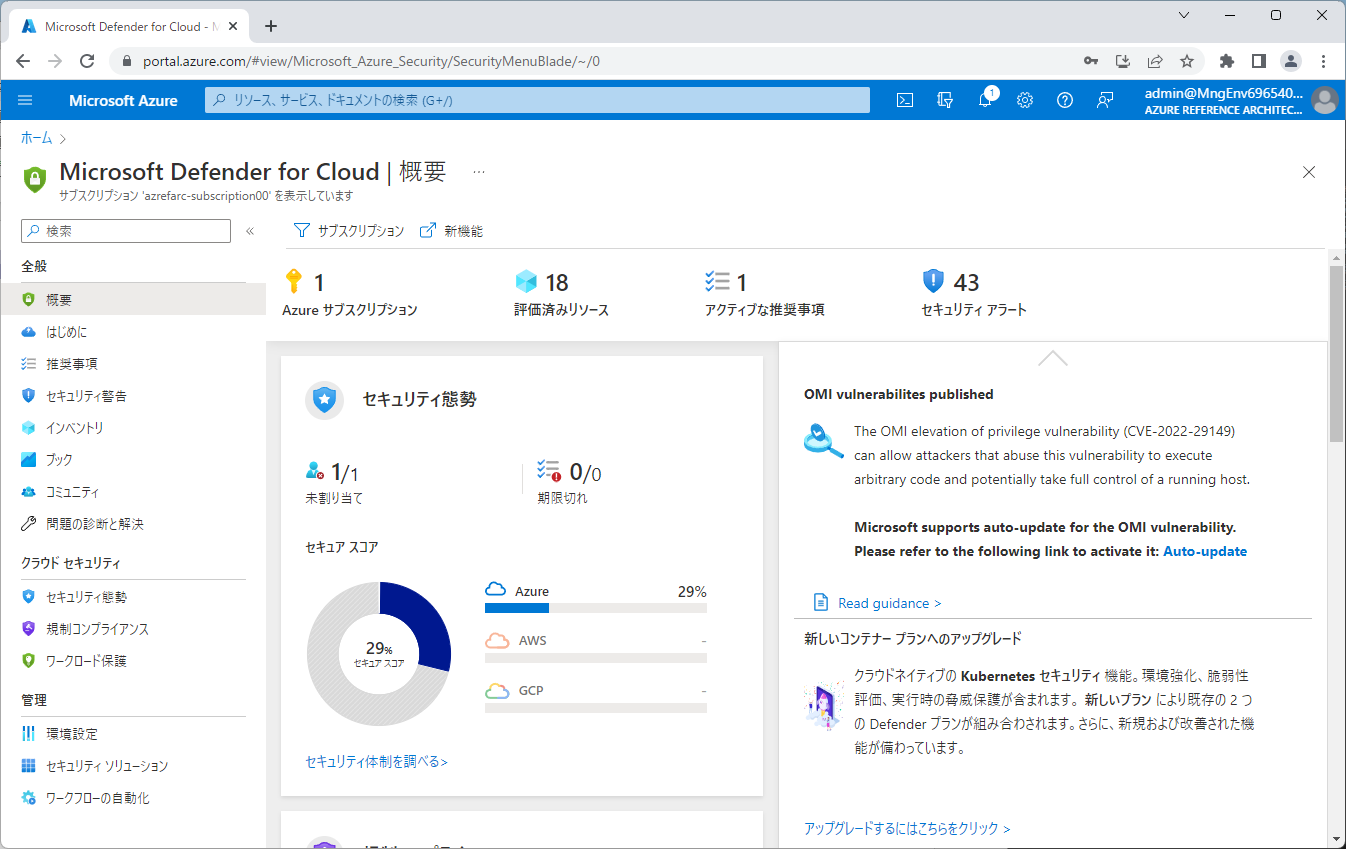 Microsoft Defender for Cloud - M
portal.azure.com/#view/Microsoft_Azure_Security/SecurityMenuBlade/~/0
Microsoft Azure
リソース、サービス、ドキュメントの検索 (G+/)
1
admin@MngEnv696540...
AZURE REFERENCE ARCHITEC...
ホーム >
Microsoft Defender for Cloud | 概要 ...
サブスクリプション 'azrefarc-subscription00' を表示しています
検索 «
サブスクリプション 新機能
全般
概要
はじめに
推奨事項
セキュリティ警告
インベントリ
ブック
コミュニティ
問題の診断と解決
クラウド セキュリティ
セキュリティ態勢
規制コンプライアンス
ワークロード保護
管理
環境設定
セキュリティ ソリューション
ワークフローの自動化
1
Azure サブスクリプション
18
評価済みリソース
1
アクティブな推奨事項
43
セキュリティ アラート
セキュリティ態勢
1/1
未割り当て
0/0
期限切れ
セキュア スコア
29%
セキュア スコア
Azure 29%
AWS -
GCP -
セキュリティ体制を調べる>
OMI vulnerabilites published
The OMI elevation of privilege vulnerability (CVE-2022-29149)
can allow attackers that abuse this vulnerability to execute
arbitrary code and potentially take full control of a running host.
Microsoft supports auto-update for the OMI vulnerability.
Please refer to the following link to activate it: Auto-update
Read guidance >
新しいコンテナー プランへのアップグレード
クラウドネイティブの Kubernetes セキュリティ 機能。環境強化、脆弱性
評価、実行時の脅威保護が含まれます。 新しいプラン により既存の 2 つ
の Defender プランが組み合わされます。さらに、新規および改善された機
能が備わっています。
アップグレードするにはこちらをクリック >